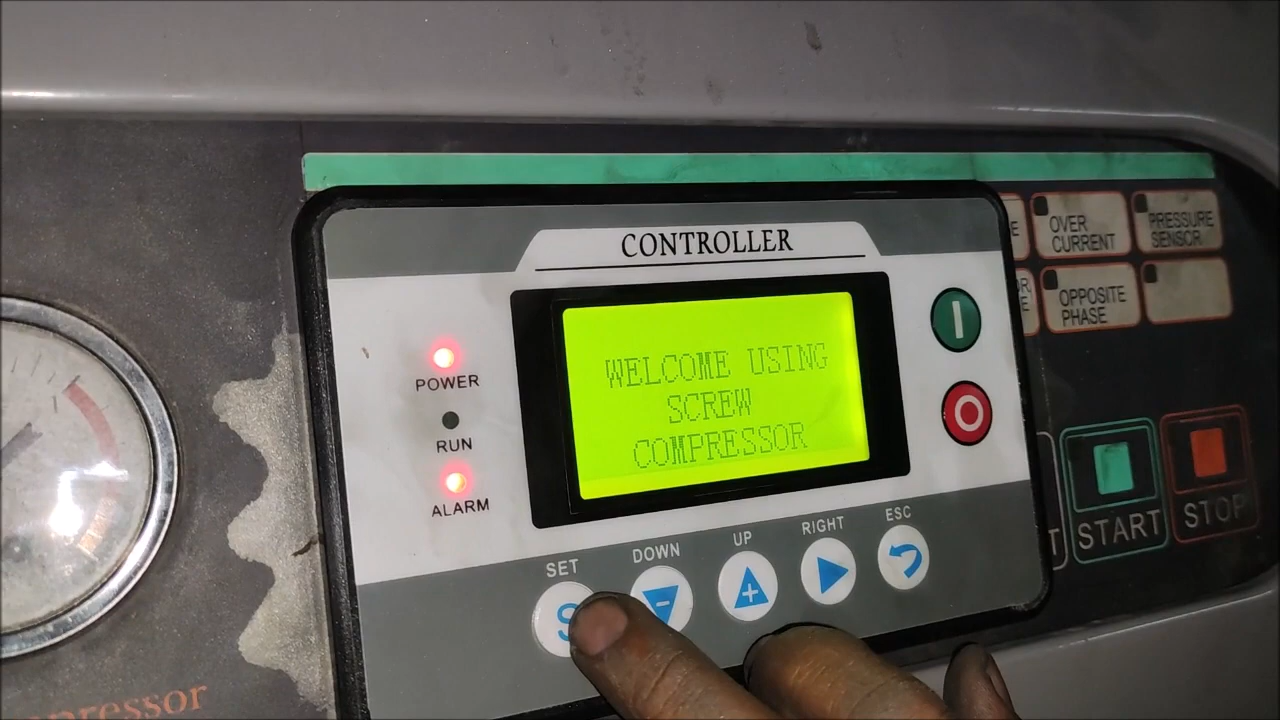 CONTROLLER
WELCOME USING
SCREW
COMPRESSOR
POWER
RUN
ALARM
SET
DOWN
UP
RIGHT
ESC
S
OVER
CURRENT
PRESSURE
SENSOR
OPPOSITE
PHASE
START
STOP